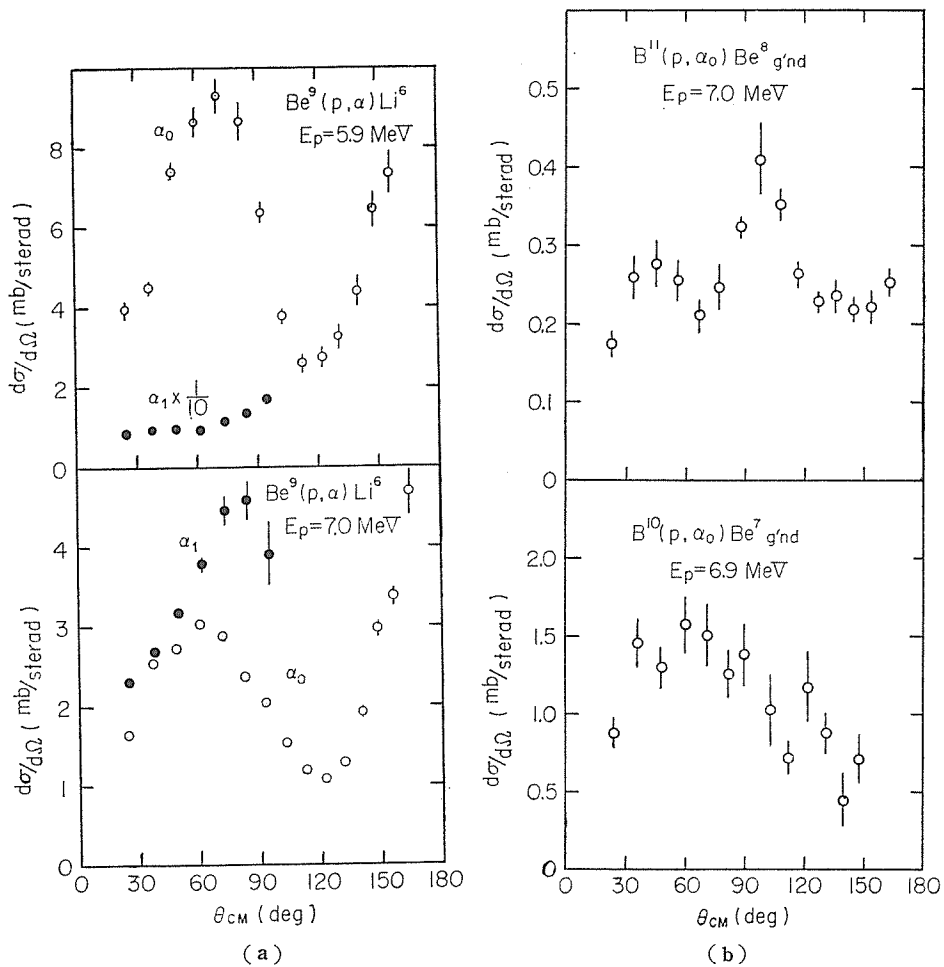 Be⁹(p,α)Li⁶
Eₚ=5.9 MeV
α₀
α₁ x 1/10
dσ/dΩ (mb/sterad)
8
6
4
2
0
Be⁹(p,α)Li⁶
Eₚ=7.0 MeV
α₁
α₀
dσ/dΩ (mb/sterad)
4
3
2
1
0
0 30 60 90 120 150 180
θCM (deg)
(a)
B¹¹(p,α₀)Be⁸ g'nd
Eₚ=7.0 MeV
dσ/dΩ (mb/sterad)
0.5
0.4
0.3
0.2
0.1
0
B¹⁰(p,α₀)Be⁷ g'nd
Eₚ=6.9 MeV
dσ/dΩ (mb/sterad)
2.0
1.5
1.0
0.5
0
0 30 60 90 120 150 180
θCM (deg)
(b)